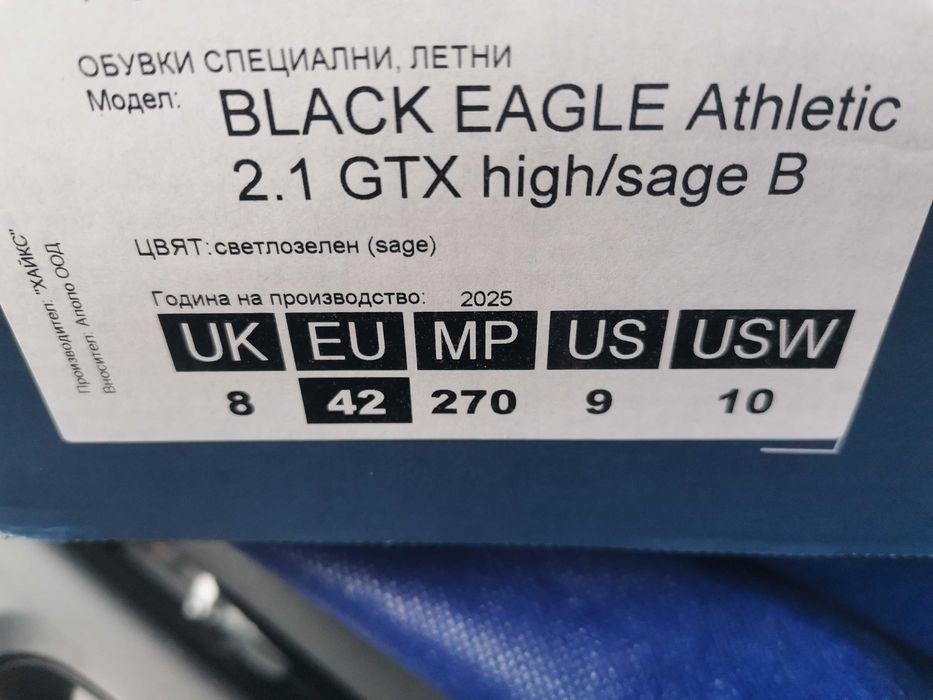 ОБУВКИ СПЕЦИАЛНИ, ЛЕТНИ
Модел: BLACK EAGLE Athletic
2.1 GTX high/sage B
ЦВЯТ: светлозелен (sage)
Година на производство: 2025
UK EU MP US USW
8 42 270 9 10
Производител: "ХАЙКС"
Вносител: Аполо ООД